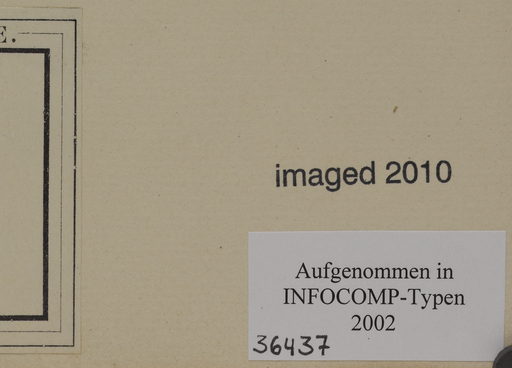 E.
imaged 2010
Aufgenommen in
INFOCOMP-Typen
2002
36437